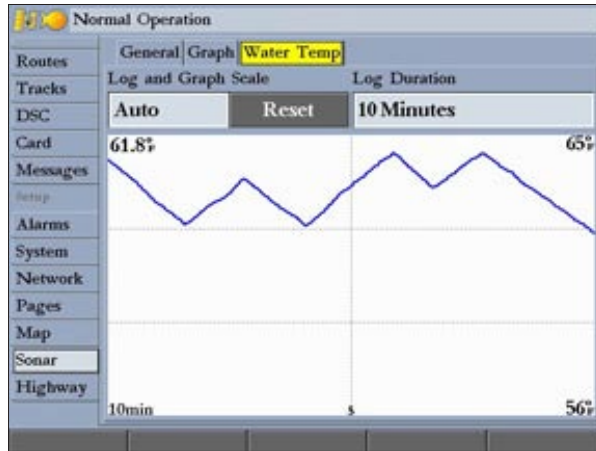 Normal Operation
Routes
Tracks
DSC
Card
Messages
Setup
Alarms
System
Network
Pages
Map
Sonar
Highway
General Graph Water Temp
Log and Graph Scale Log Duration
Auto Reset 10 Minutes
61.8°F 65°F
10min s 56°F